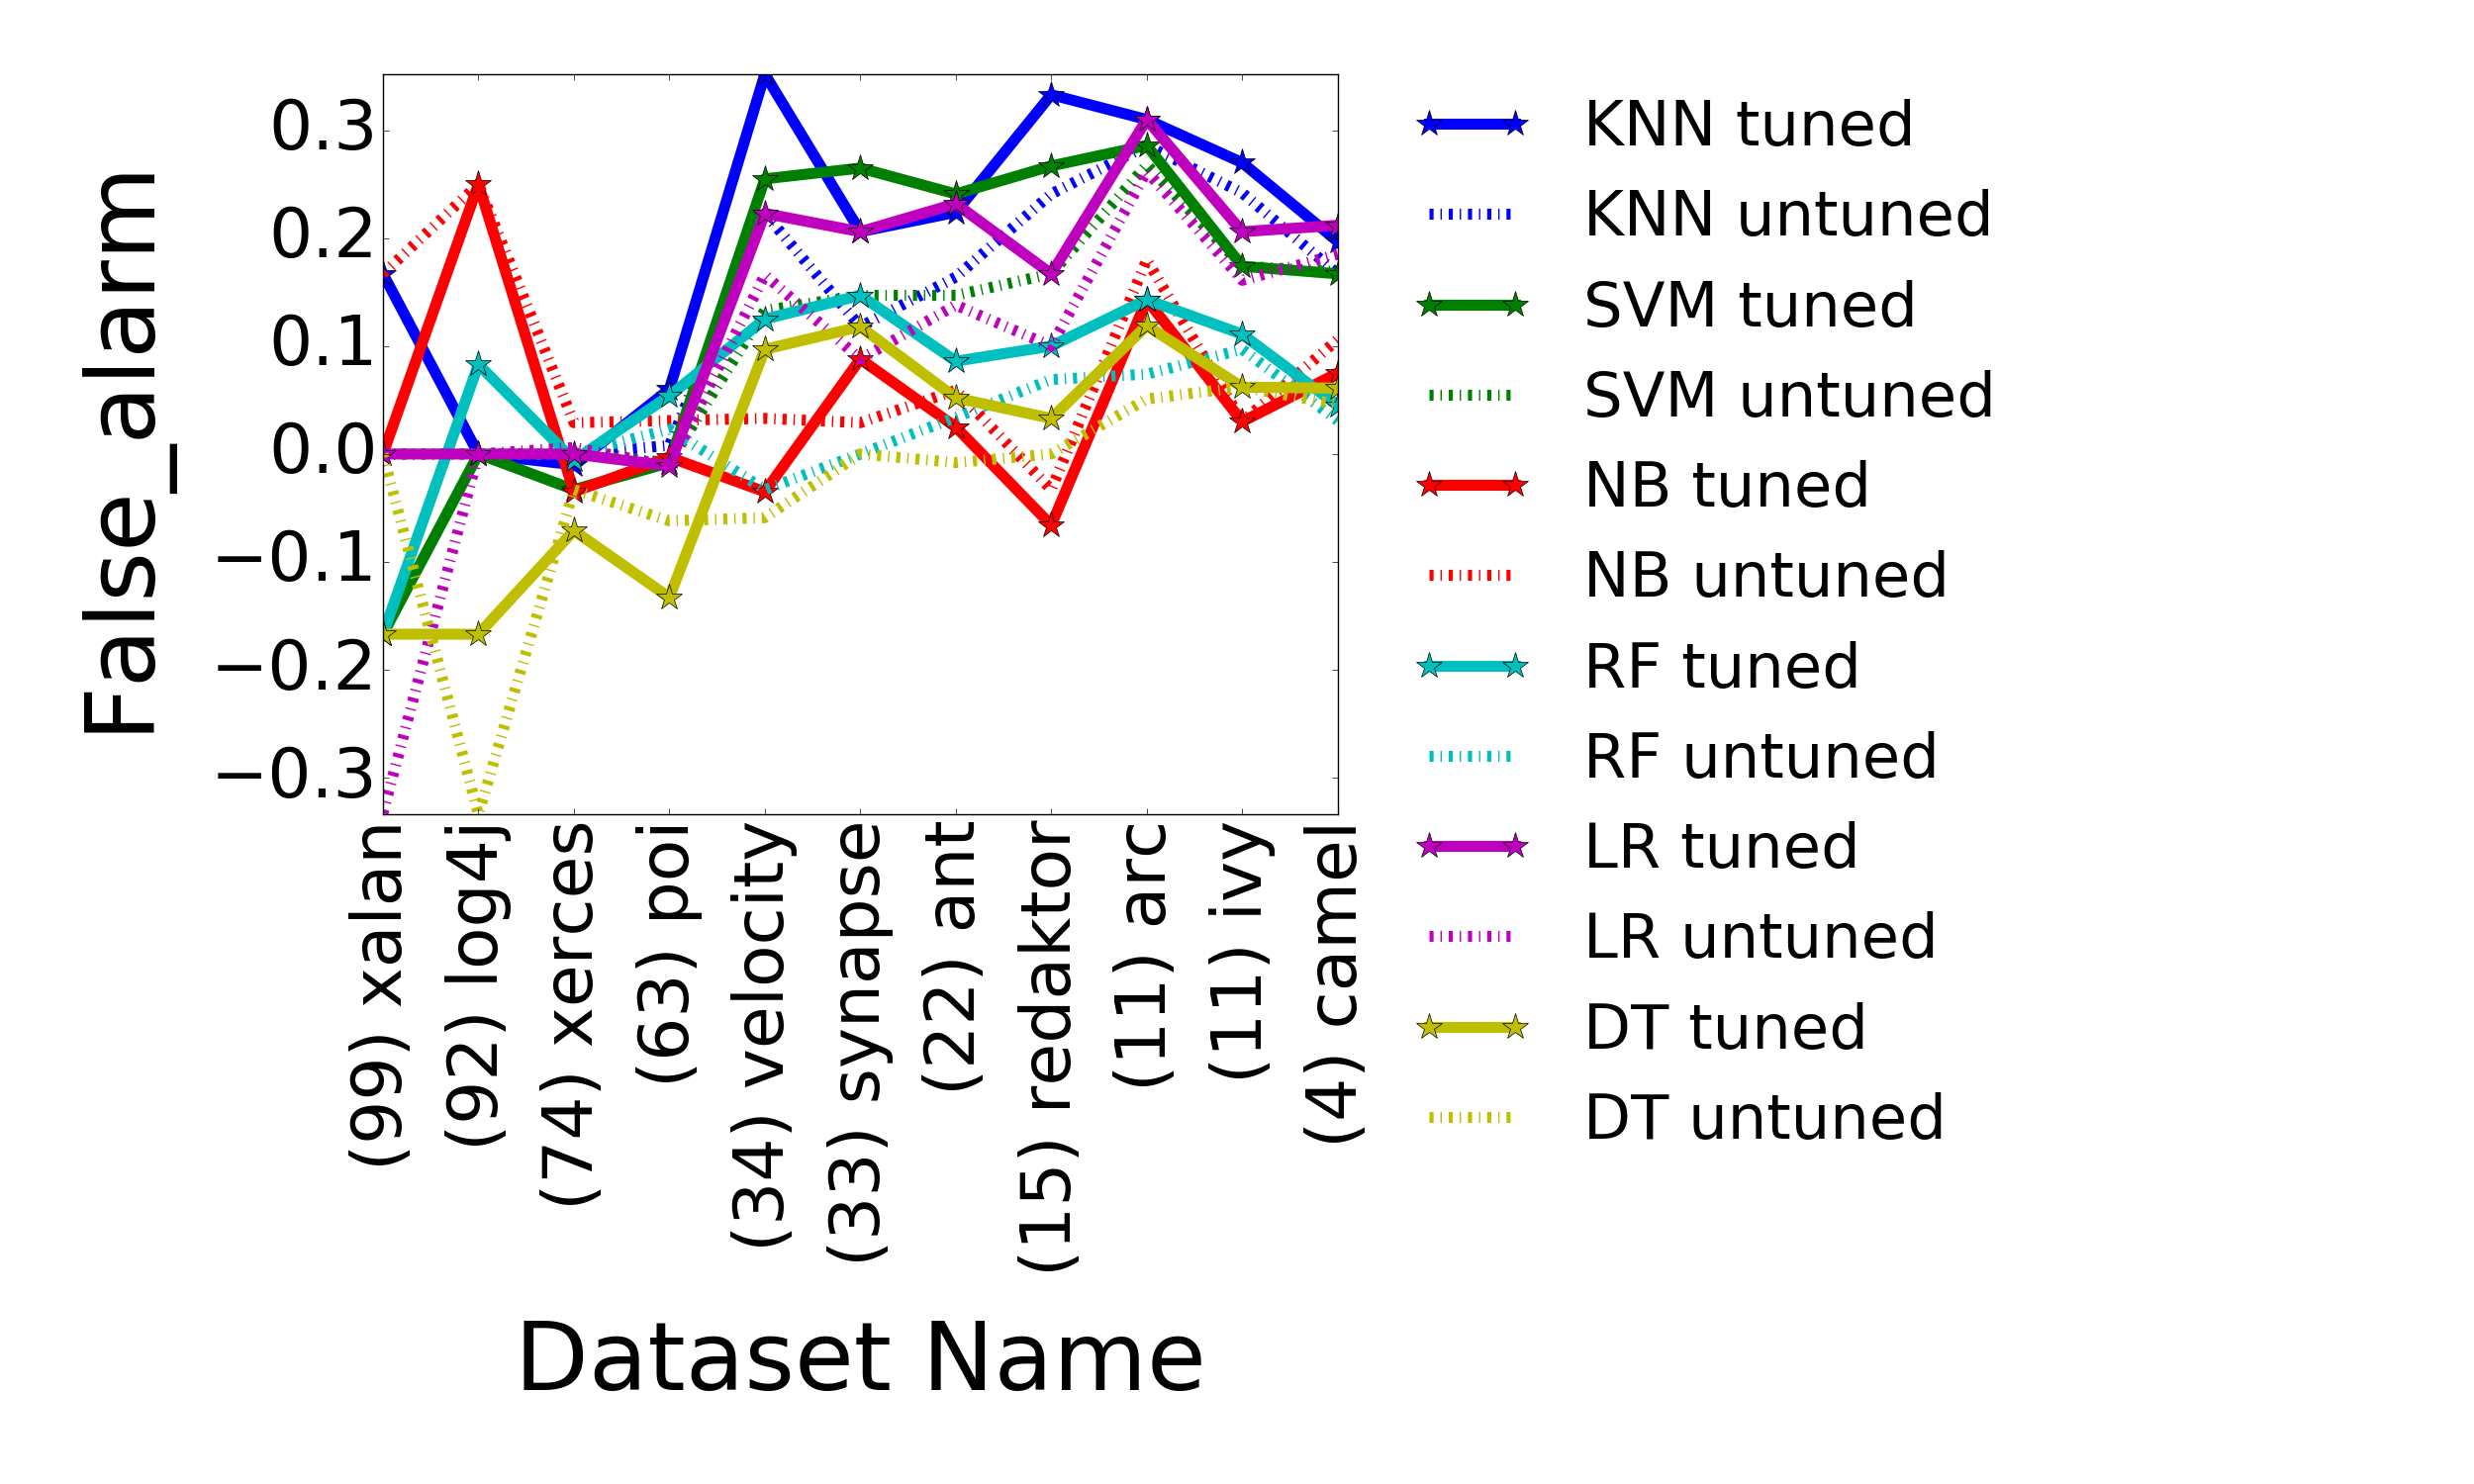 False_alarm
0.3
0.2
0.1
0.0
−0.1
−0.2
−0.3
(99) xalan
(92) log4j
(74) xerces
(63) poi
(34) velocity
(33) synapse
(22) ant
(15) redaktor
(11) arc
(11) ivy
(4) camel
Dataset Name
KNN tuned
KNN untuned
SVM tuned
SVM untuned
NB tuned
NB untuned
RF tuned
RF untuned
LR tuned
LR untuned
DT tuned
DT untuned